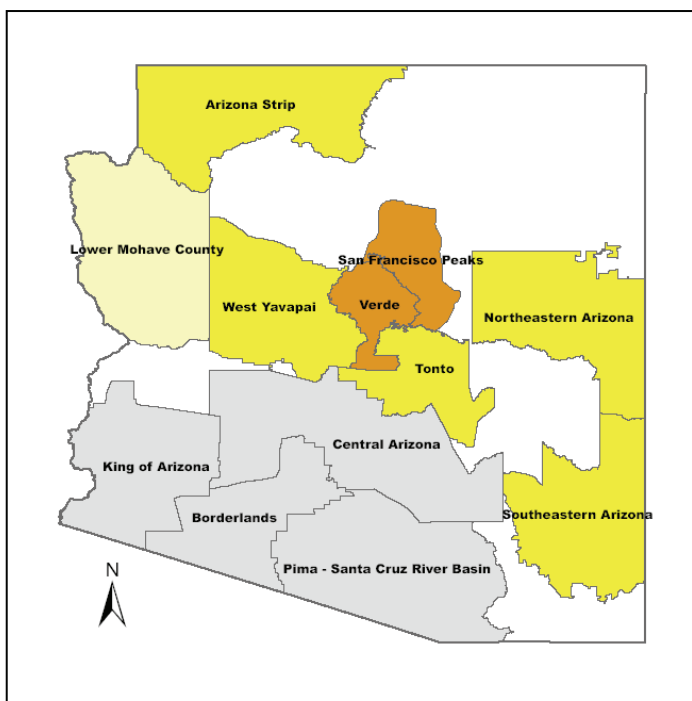 Arizona Strip
Lower Mohave County
San Francisco Peaks
West Yavapai
Verde
Northeastern Arizona
Tonto
Central Arizona
King of Arizona
Borderlands
Southeastern Arizona
Pima - Santa Cruz River Basin
N